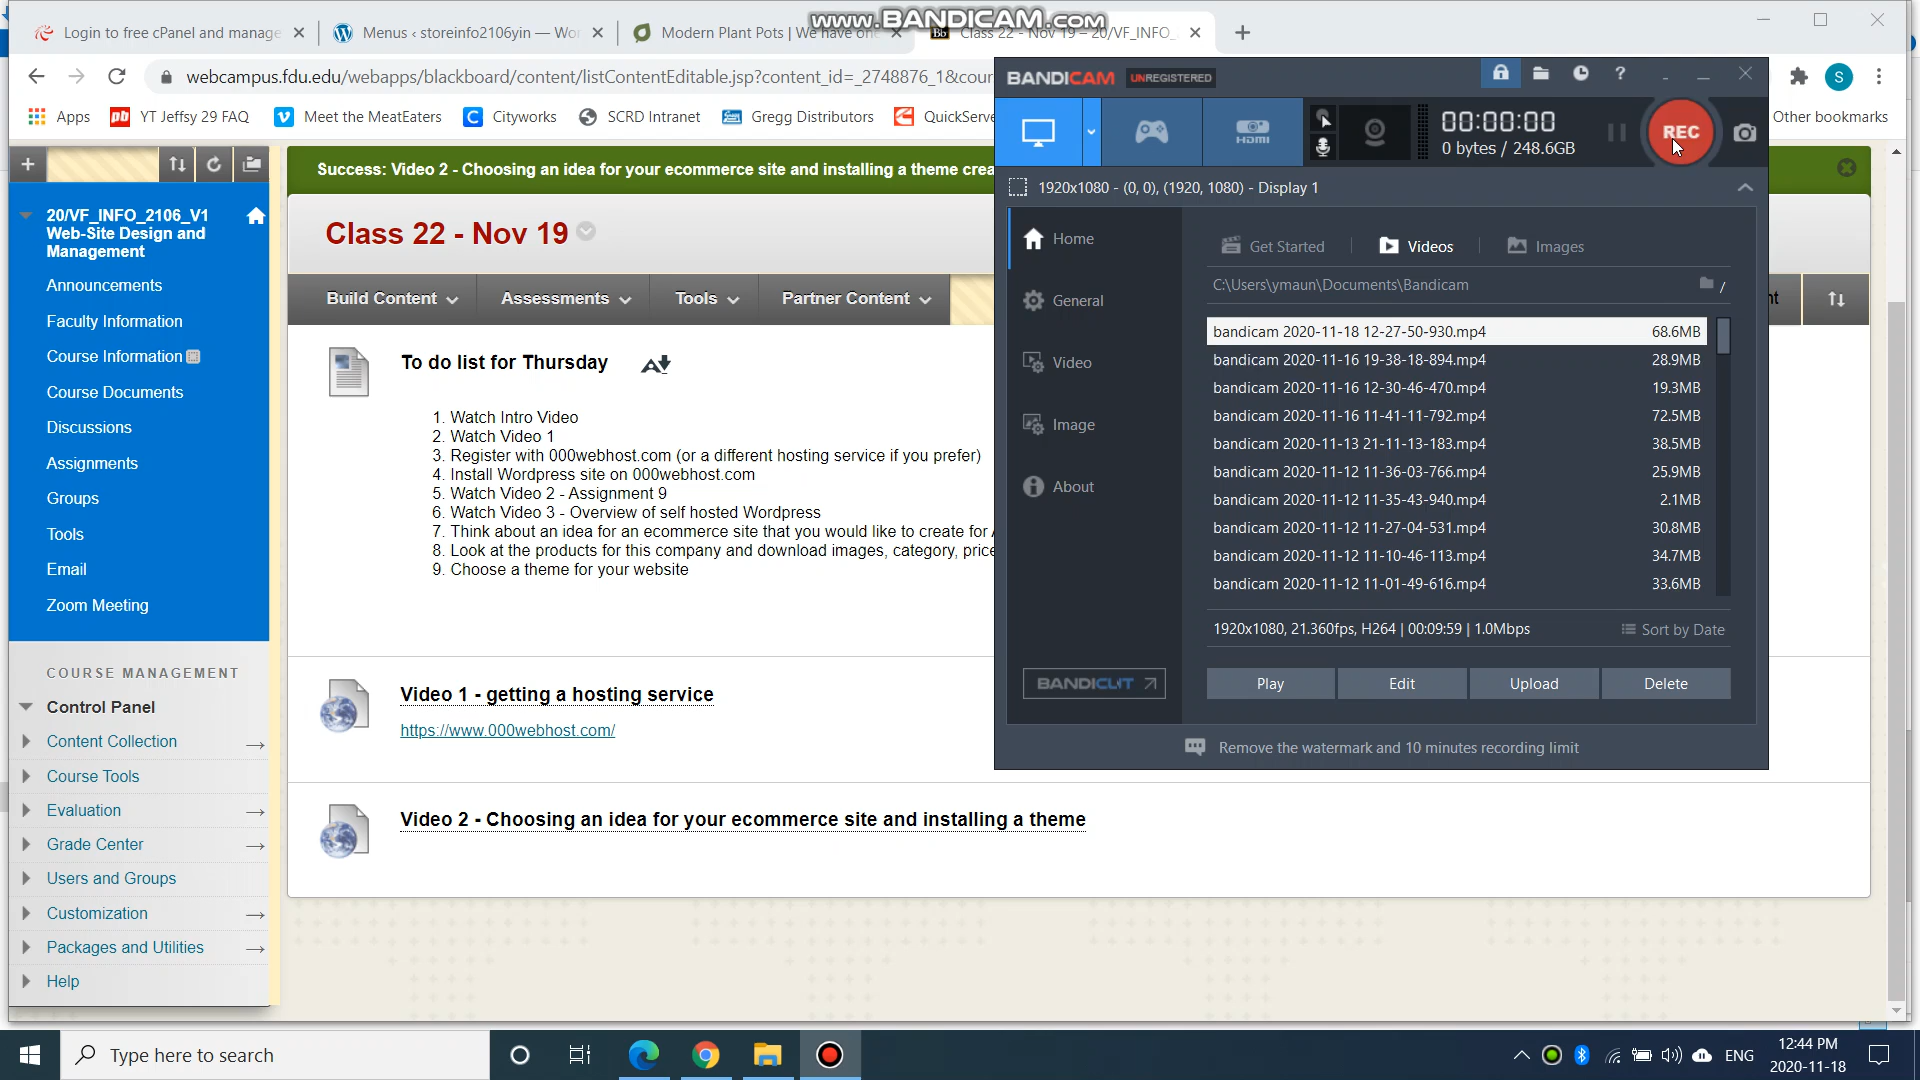 www.BANDICAM.com
Login to free cPanel and manage
Menus ‹ storeinfo2106yin — Wor
Modern Plant Pots | We have one
Class 22 - Nov 19 – 20/VF_INFO_
webcampus.fdu.edu/webapps/blackboard/content/listContentEditable.jsp?content_id=_2748876_1&cour
S
Apps
YT Jeffsy 29 FAQ
Meet the MeatEaters
Cityworks
SCRD Intranet
Gregg Distributors
QuickServe
Other bookmarks
BANDICAM UNREGISTERED
HDMI
00:00:00
0 bytes / 248.6GB
REC
1920x1080 - (0, 0), (1920, 1080) - Display 1
Home
General
Video
Image
About
BANDICUT
Get Started
Videos
Images
C:\Users\ymaun\Documents\Bandicam
bandicam 2020-11-18 12-27-50-930.mp4 68.6MB
bandicam 2020-11-16 19-38-18-894.mp4 28.9MB
bandicam 2020-11-16 12-30-46-470.mp4 19.3MB
bandicam 2020-11-16 11-41-11-792.mp4 72.5MB
bandicam 2020-11-13 21-11-13-183.mp4 38.5MB
bandicam 2020-11-12 11-36-03-766.mp4 25.9MB
bandicam 2020-11-12 11-35-43-940.mp4 2.1MB
bandicam 2020-11-12 11-27-04-531.mp4 30.8MB
bandicam 2020-11-12 11-10-46-113.mp4 34.7MB
bandicam 2020-11-12 11-01-49-616.mp4 33.6MB
1920x1080, 21.360fps, H264 | 00:09:59 | 1.0Mbps
Sort by Date
Play
Edit
Upload
Delete
Remove the watermark and 10 minutes recording limit
20/VF_INFO_2106_V1
Web-Site Design and
Management
Announcements
Faculty Information
Course Information
Course Documents
Discussions
Assignments
Groups
Tools
Email
Zoom Meeting
COURSE MANAGEMENT
Control Panel
Content Collection
Course Tools
Evaluation
Grade Center
Users and Groups
Customization
Packages and Utilities
Help
Success: Video 2 - Choosing an idea for your ecommerce site and installing a theme crea
Class 22 - Nov 19
Build Content
Assessments
Tools
Partner Content
nt
To do list for Thursday
1. Watch Intro Video
2. Watch Video 1
3. Register with 000webhost.com (or a different hosting service if you prefer)
4. Install Wordpress site on 000webhost.com
5. Watch Video 2 - Assignment 9
6. Watch Video 3 - Overview of self hosted Wordpress
7. Think about an idea for an ecommerce site that you would like to create for A
8. Look at the products for this company and download images, category, price
9. Choose a theme for your website
Video 1 - getting a hosting service
https://www.000webhost.com/
Video 2 - Choosing an idea for your ecommerce site and installing a theme
Type here to search
ENG
12:44 PM
2020-11-18